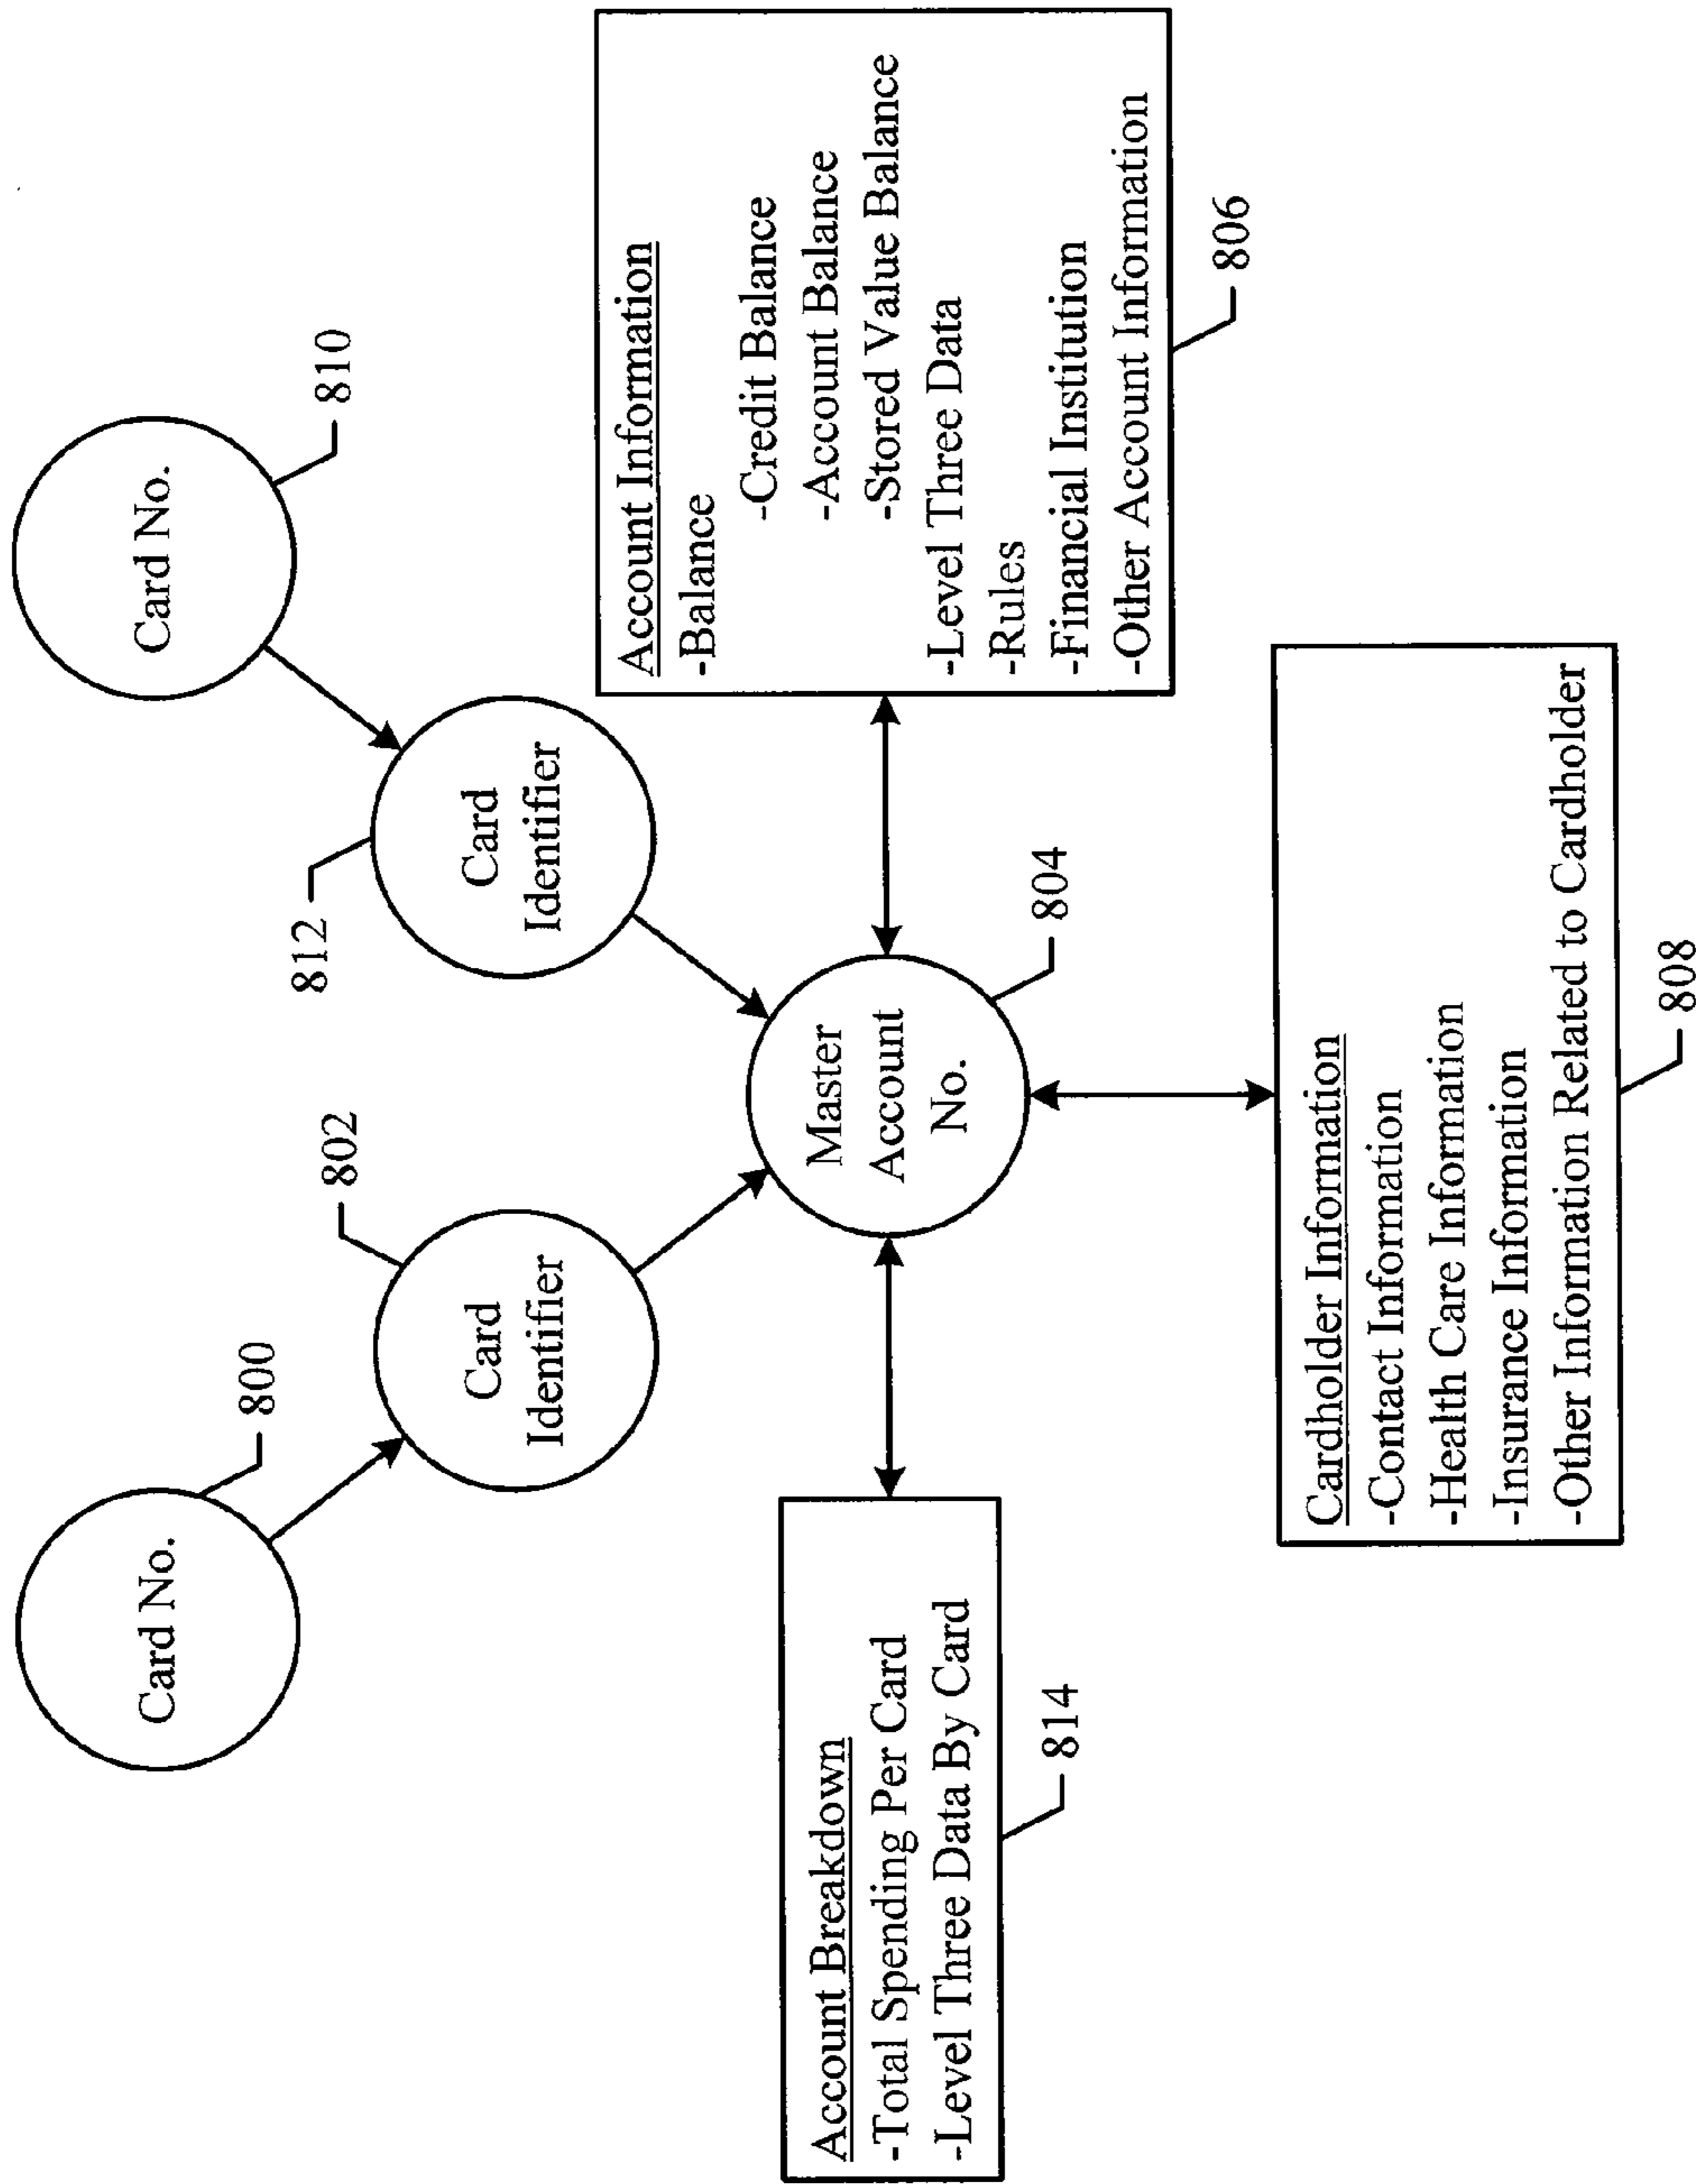 Card No.
800
Card No.
810
Card
Identifier
802
812
Card
Identifier
Master
Account
No.
804
Account Breakdown
-Total Spending Per Card
-Level Three Data By Card
814
Account Information
-Balance
-Credit Balance
-Account Balance
-Stored Value Balance
-Level Three Data
-Rules
-Financial Institution
-Other Account Information
806
Cardholder Information
-Contact Information
-Health Care Information
-Insurance Information
-Other Information Related to Cardholder
808